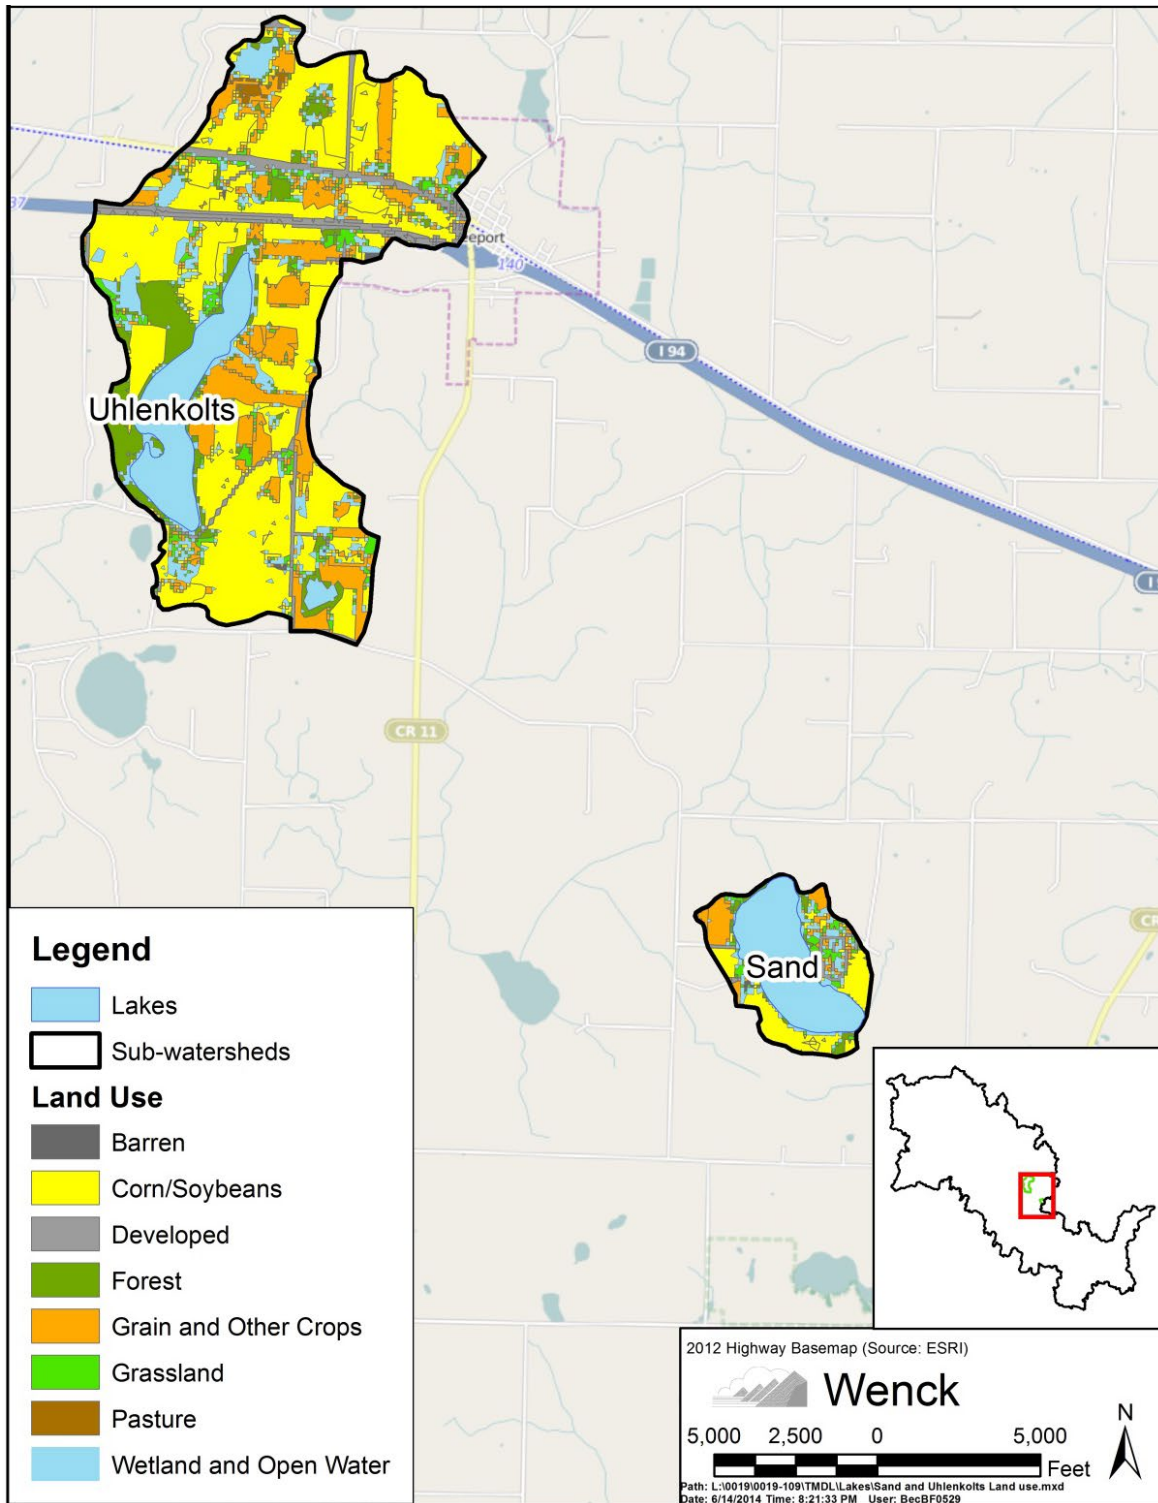 37
eeport
140
I 94
Uhlenkolts
CR 11
CR
Sand
Legend
Lakes
Sub-watersheds
Land Use
Barren
Corn/Soybeans
Developed
Forest
Grain and Other Crops
Grassland
Pasture
Wetland and Open Water
2012 Highway Basemap (Source: ESRI)
Wenck
N
5,000 2,500 0 5,000
Feet
Path: L:\0019\0019-109\TMDL\Lakes\Sand and Uhlenkolts Land use.mxd
Date: 6/14/2014 Time: 8:21:33 PM User: BecBF0529